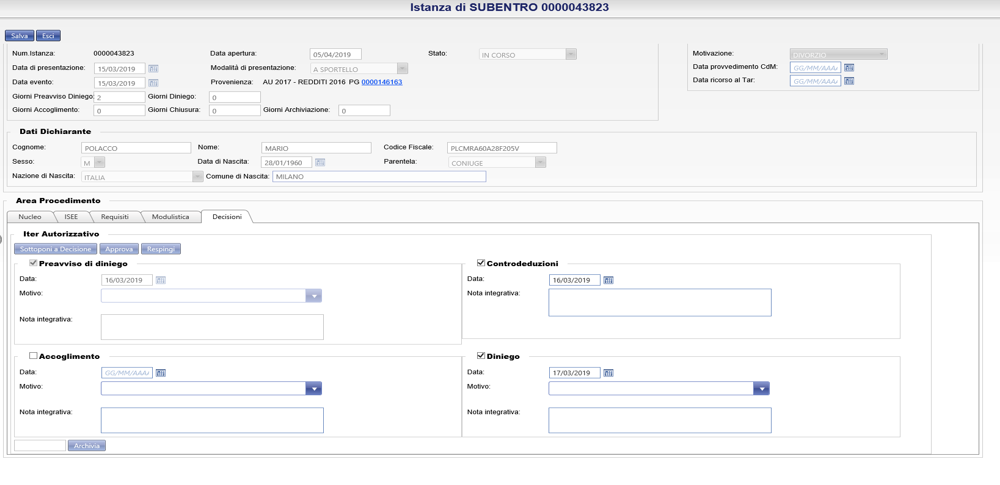 Istanza di SUBENTRO 0000043823
Salva Esci
Num.Istanza: 0000043823 Data apertura: 05/04/2019 Stato: IN CORSO Motivazione: DIVORZIO
Data di presentazione: 15/03/2019 Modalità di presentazione: A SPORTELLO Data provvedimento CdM: GG/MM/AAAA
Data evento: 15/03/2019 Provenienza: AU 2017 - REDDITI 2016 PG 0000146163 Data ricorso al Tar: GG/MM/AAAA
Giorni Preavviso Diniego: 2 Giorni Diniego: 0
Giorni Accoglimento: 0 Giorni Chiusura: 0 Giorni Archiviazione: 0
Dati Dichiarante
Cognome: POLACCO Nome: MARIO Codice Fiscale: PLCMRA60A28F205V
Sesso: M Data di Nascita: 28/01/1960 Parentela: CONIUGE
Nazione di Nascita: ITALIA Comune di Nascita: MILANO
Area Procedimento
Nucleo ISEE Requisiti Modulistica Decisioni
Iter Autorizzativo
Sottoponi a Decisione Approva Respingi
Preavviso di diniego Controdeduzioni
Data: 16/03/2019 Data: 16/03/2019
Motivo: Nota integrativa:
Nota integrativa:
Accoglimento Diniego
Data: GG/MM/AAAA Data: 17/03/2019
Motivo: Motivo:
Nota integrativa: Nota integrativa:
Archivia